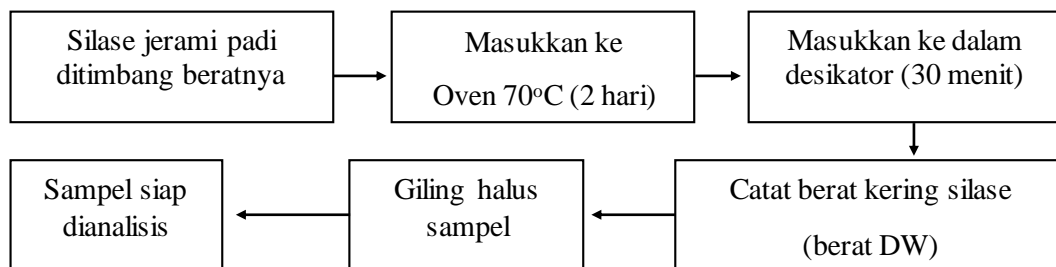 Silase jerami padi
ditimbang beratnya
Masukkan ke
Oven 70°C (2 hari)
Masukkan ke dalam
desikator (30 menit)
Catat berat kering silase
(berat DW)
Giling halus
sampel
Sampel siap
dianalisis